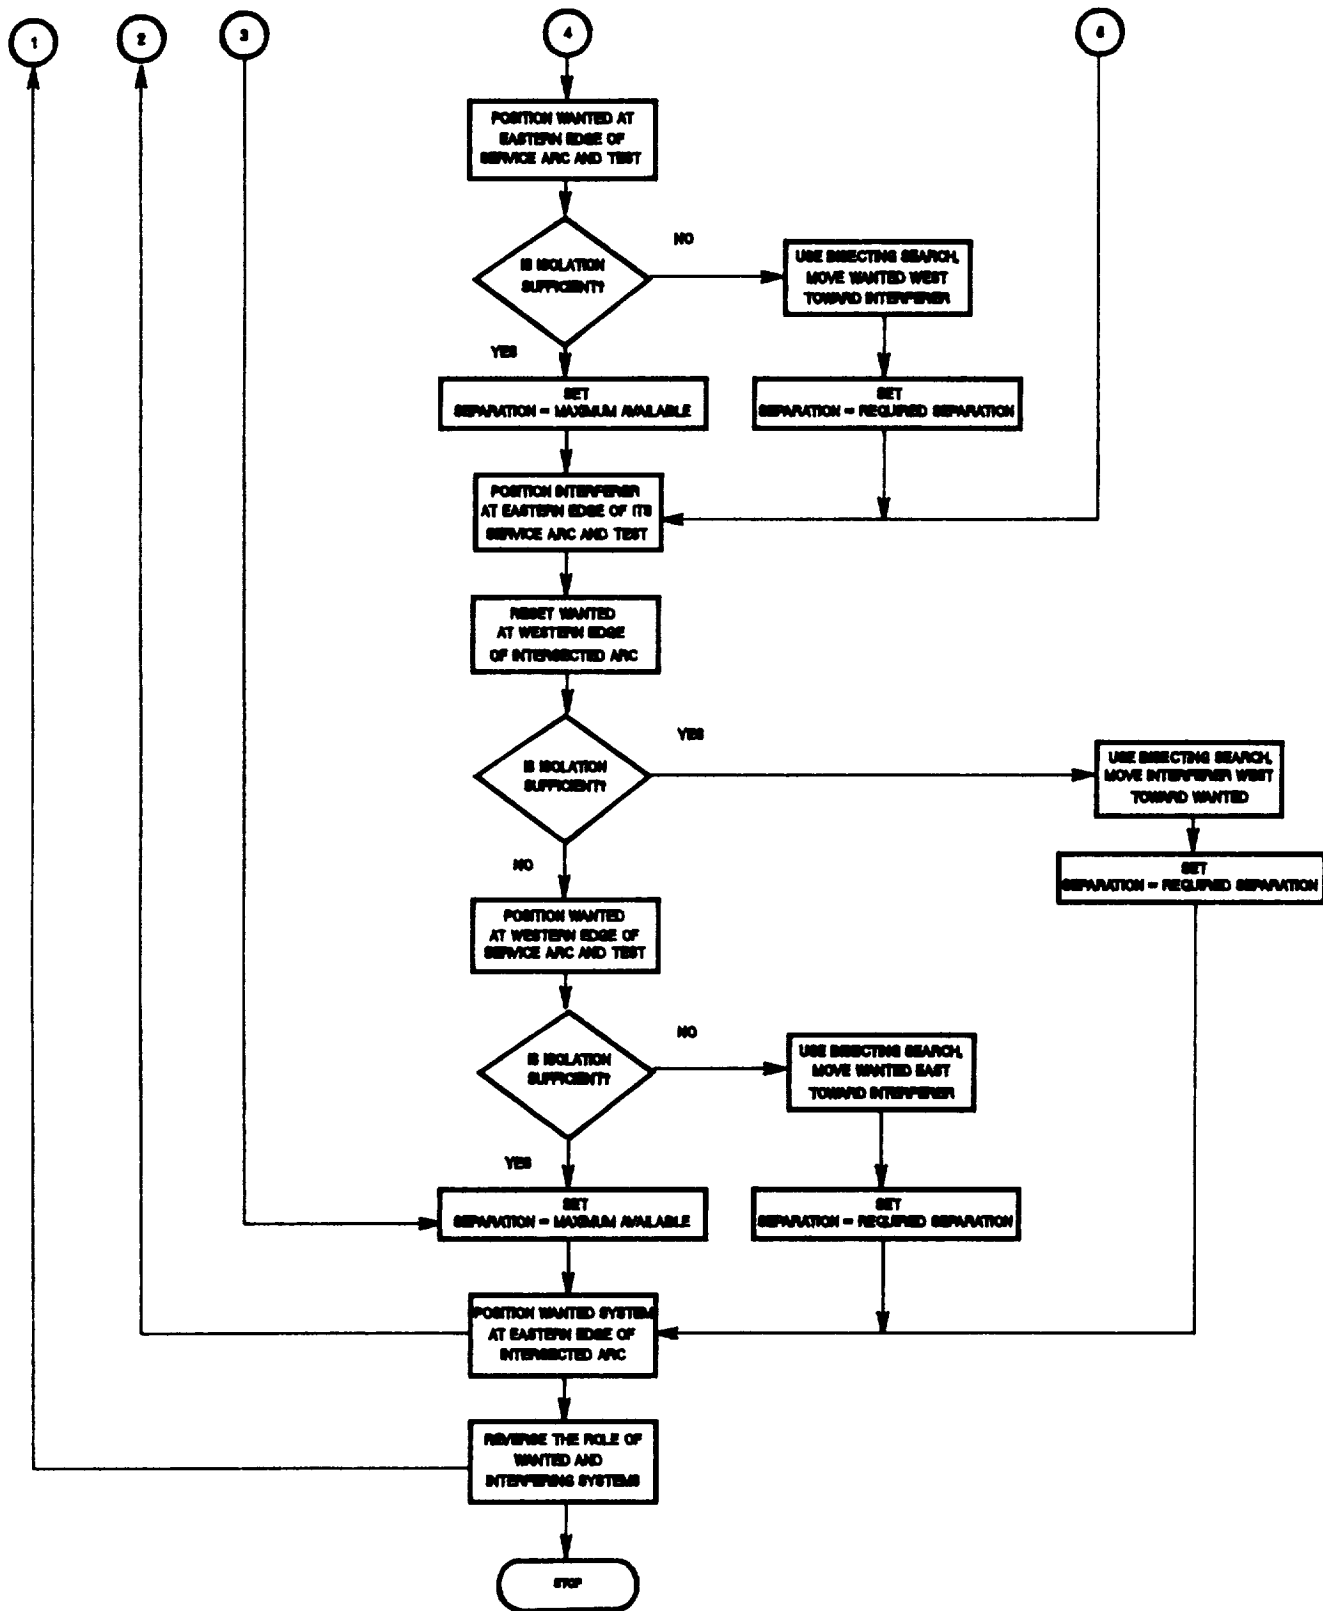 1
2
3
4
5
POSITION WANTED AT
EASTERN EDGE OF
SERVICE ARC AND TEST
IS ISOLATION
SUFFICIENT?
NO
USE BISECTING SEARCH,
MOVE WANTED WEST
TOWARD INTERFERER
YES
SET
SEPARATION = MAXIMUM AVAILABLE
SET
SEPARATION = REQUIRED SEPARATION
POSITION INTERFERER
AT EASTERN EDGE OF ITS
SERVICE ARC AND TEST
RESET WANTED
AT WESTERN EDGE
OF INTERSECTED ARC
IS ISOLATION
SUFFICIENT?
YES
USE BISECTING SEARCH,
MOVE INTERFERER WEST
TOWARD WANTED
SET
SEPARATION = REQUIRED SEPARATION
NO
POSITION WANTED
AT WESTERN EDGE OF
SERVICE ARC AND TEST
IS ISOLATION
SUFFICIENT?
NO
USE BISECTING SEARCH,
MOVE WANTED EAST
TOWARD INTERFERER
YES
SET
SEPARATION = MAXIMUM AVAILABLE
SET
SEPARATION = REQUIRED SEPARATION
POSITION WANTED SYSTEM
AT EASTERN EDGE OF
INTERSECTED ARC
REVERSE THE ROLE OF
WANTED AND
INTERFERING SYSTEMS
STOP